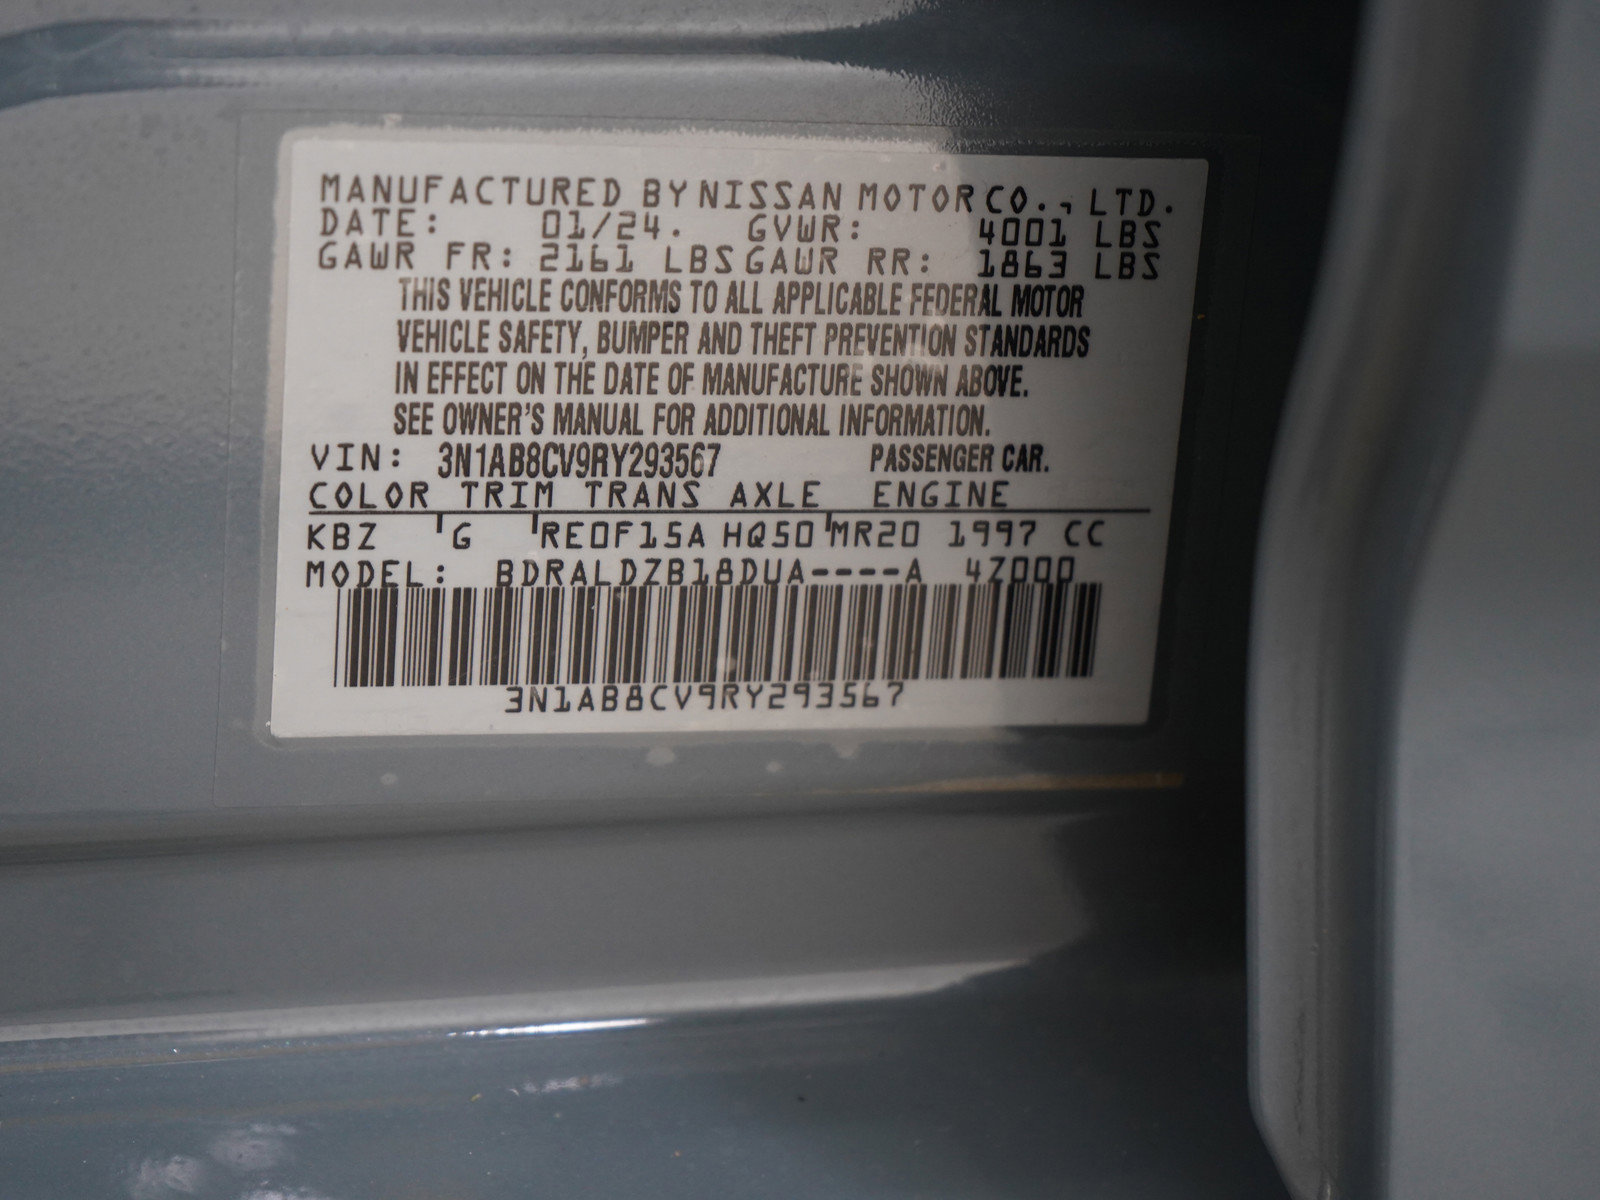 MANUFACTURED BY NISSAN MOTOR CO., LTD.
DATE: 01/24. GVWR: 4001 LBS
GAWR FR: 2161 LBS GAWR RR: 1863 LBS
THIS VEHICLE CONFORMS TO ALL APPLICABLE FEDERAL MOTOR
VEHICLE SAFETY, BUMPER AND THEFT PREVENTION STANDARDS
IN EFFECT ON THE DATE OF MANUFACTURE SHOWN ABOVE.
SEE OWNER'S MANUAL FOR ADDITIONAL INFORMATION.
VIN: 3N1AB8CV9RY293567 PASSENGER CAR.
COLOR TRIM TRANS AXLE ENGINE
KBZ G RE0F15A HQ50 MR20 1997 CC
MODEL: BDRALDZB18DUA----A 4Z000
3N1AB8CV9RY293567